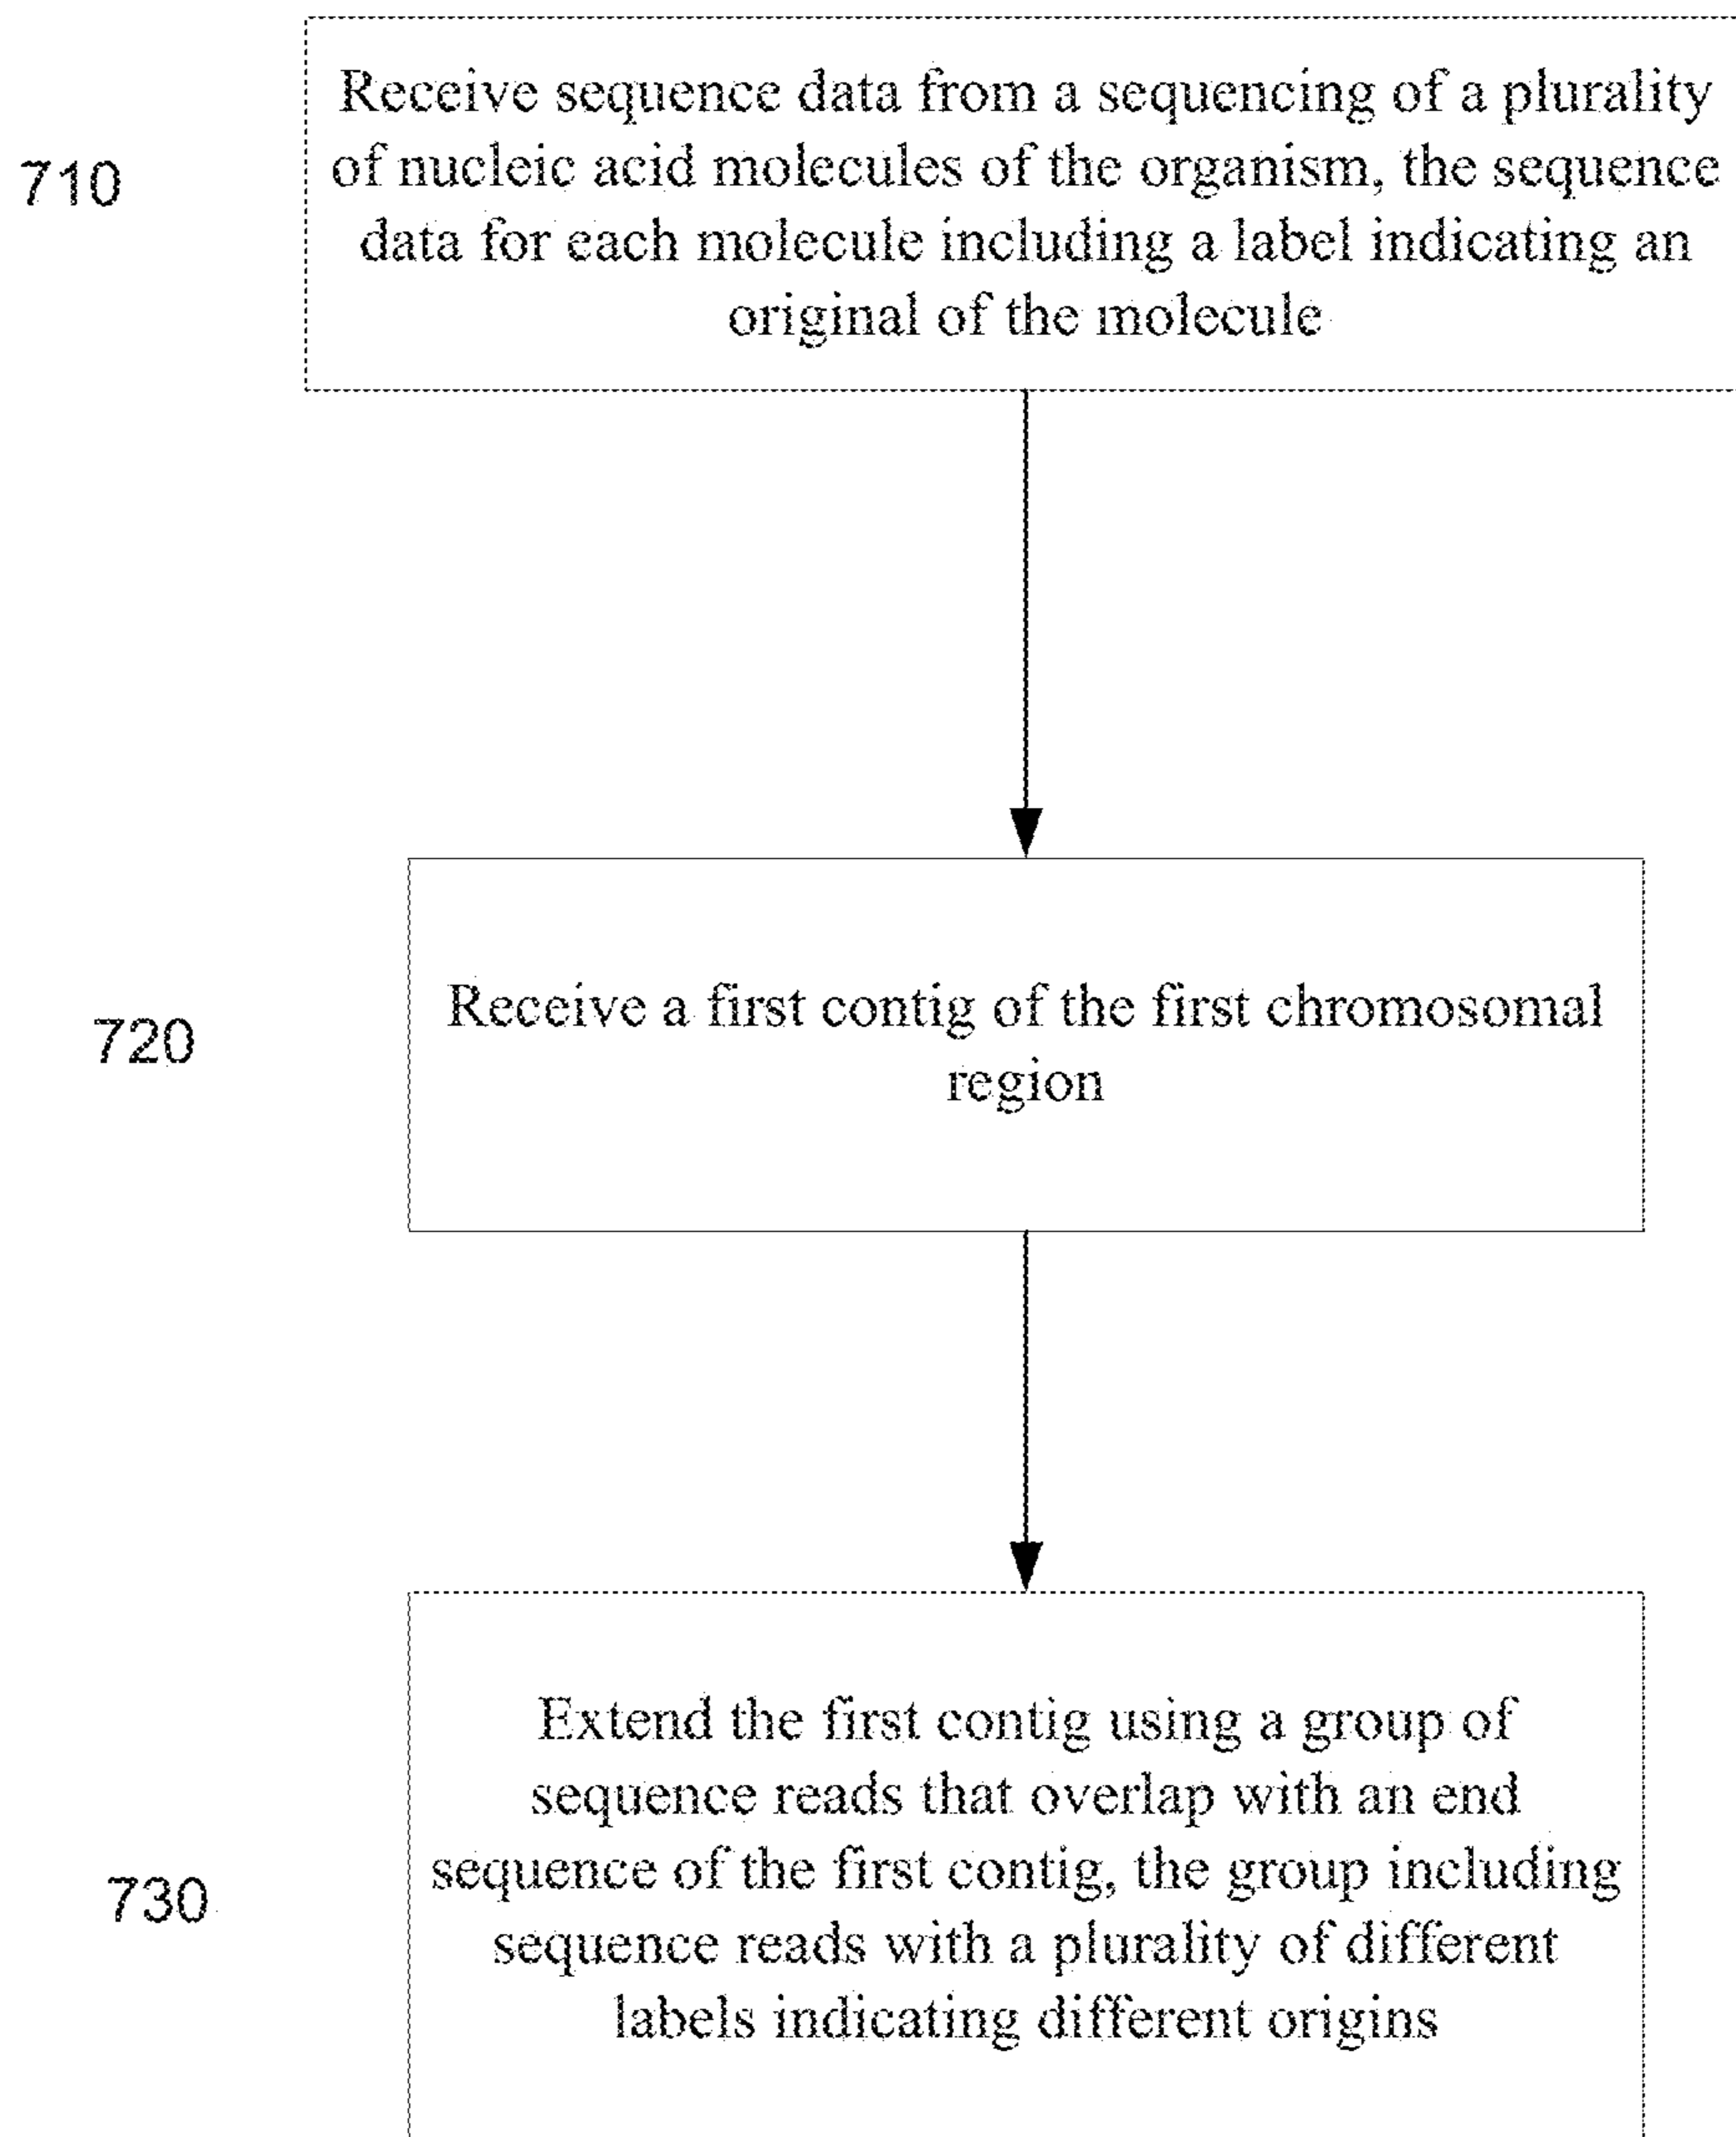 710
Receive sequence data from a sequencing of a plurality
of nucleic acid molecules of the organism, the sequence
data for each molecule including a label indicating an
original of the molecule
720
Receive a first contig of the first chromosomal
region
730
Extend the first contig using a group of
sequence reads that overlap with an end
sequence of the first contig, the group including
sequence reads with a plurality of different
labels indicating different origins